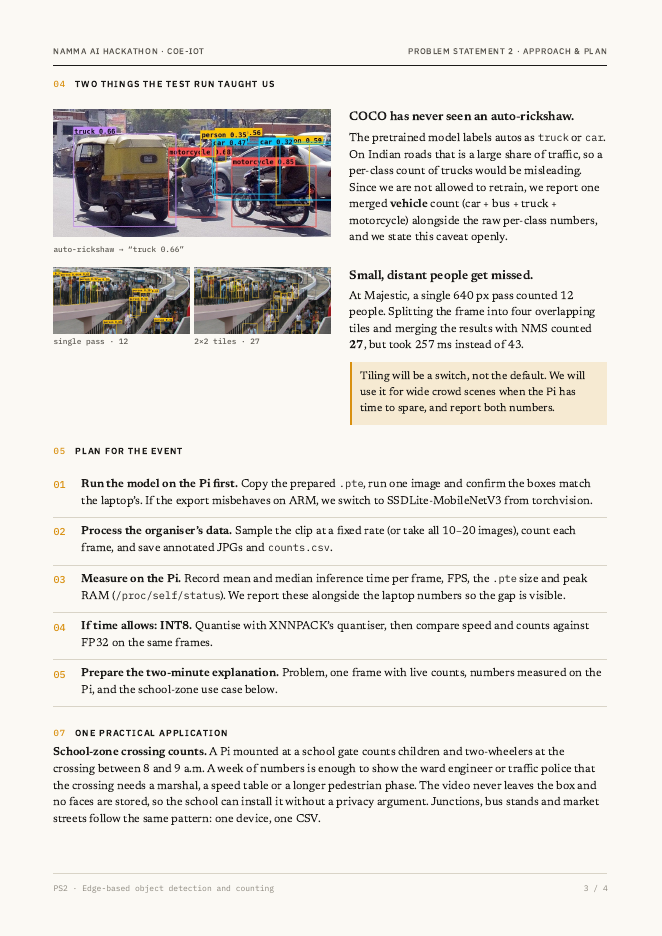 NAMMA AI HACKATHON · COE-IOT
PROBLEM STATEMENT 2 · APPROACH & PLAN
04 TWO THINGS THE TEST RUN TAUGHT US
truck 0.66
person 0.35
.56
car 0.47
car 0.32
on 0.59
motorcycle 0.68
motorcycle 0.85
auto-rickshaw → “truck 0.66”
single pass · 12
2×2 tiles · 27
COCO has never seen an auto-rickshaw.
The pretrained model labels autos as truck or car.
On Indian roads that is a large share of traffic, so a
per-class count of trucks would be misleading.
Since we are not allowed to retrain, we report one
merged vehicle count (car + bus + truck +
motorcycle) alongside the raw per-class numbers,
and we state this caveat openly.
Small, distant people get missed.
At Majestic, a single 640 px pass counted 12
people. Splitting the frame into four overlapping
tiles and merging the results with NMS counted
27, but took 257 ms instead of 43.
Tiling will be a switch, not the default. We will
use it for wide crowd scenes when the Pi has
time to spare, and report both numbers.
05 PLAN FOR THE EVENT
01 Run the model on the Pi first. Copy the prepared .pte, run one image and confirm the boxes match
the laptop’s. If the export misbehaves on ARM, we switch to SSDLite-MobileNetV3 from torchvision.
02 Process the organiser’s data. Sample the clip at a fixed rate (or take all 10–20 images), count each
frame, and save annotated JPGs and counts.csv.
03 Measure on the Pi. Record mean and median inference time per frame, FPS, the .pte size and peak
RAM (/proc/self/status). We report these alongside the laptop numbers so the gap is visible.
04 If time allows: INT8. Quantise with XNNPACK’s quantiser, then compare speed and counts against
FP32 on the same frames.
05 Prepare the two-minute explanation. Problem, one frame with live counts, numbers measured on the
Pi, and the school-zone use case below.
07 ONE PRACTICAL APPLICATION
School-zone crossing counts. A Pi mounted at a school gate counts children and two-wheelers at the
crossing between 8 and 9 a.m. A week of numbers is enough to show the ward engineer or traffic police that
the crossing needs a marshal, a speed table or a longer pedestrian phase. The video never leaves the box and
no faces are stored, so the school can install it without a privacy argument. Junctions, bus stands and market
streets follow the same pattern: one device, one CSV.
PS2 · Edge-based object detection and counting
3 / 4